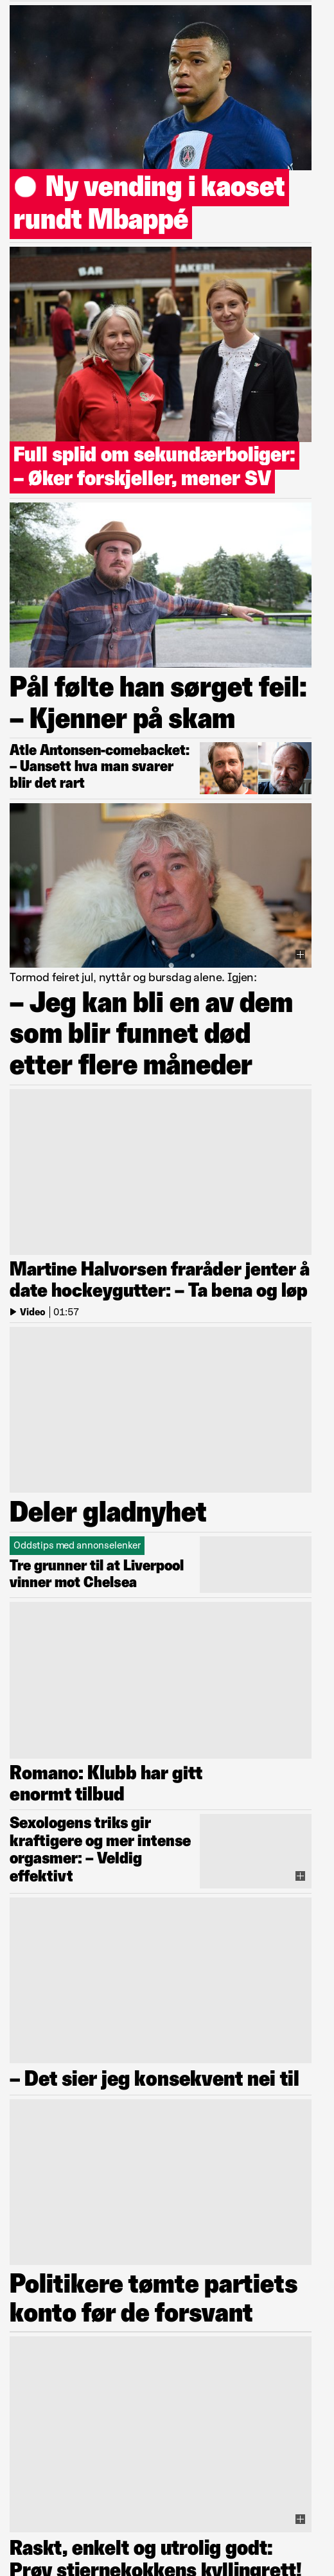 Ny vending i kaoset
rundt Mbappé
BAR
BAKERI
Full splid om sekundærboliger:
– Øker forskjeller, mener SV
Pål følte han sørget feil:
– Kjenner på skam
Atle Antonsen-comebacket:
– Uansett hva man svarer
blir det rart
Tormod feiret jul, nyttår og bursdag alene. Igjen:
– Jeg kan bli en av dem
som blir funnet død
etter flere måneder
Martine Halvorsen fraråder jenter å
date hockeygutter: – Ta bena og løp
Video | 01:57
Deler gladnyhet
Oddstips med annonselenker
Tre grunner til at Liverpool
vinner mot Chelsea
Romano: Klubb har gitt
enormt tilbud
Sexologens triks gir
kraftigere og mer intense
orgasmer: – Veldig
effektivt
– Det sier jeg konsekvent nei til
Politikere tømte partiets
konto før de forsvant
Raskt, enkelt og utrolig godt:
Prøv stjernekokkens kyllingrett!